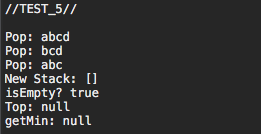 //TEST_5//
Pop: abcd
Pop: bcd
Pop: abc
New Stack: []
isEmpty? true
Top: null
getMin: null